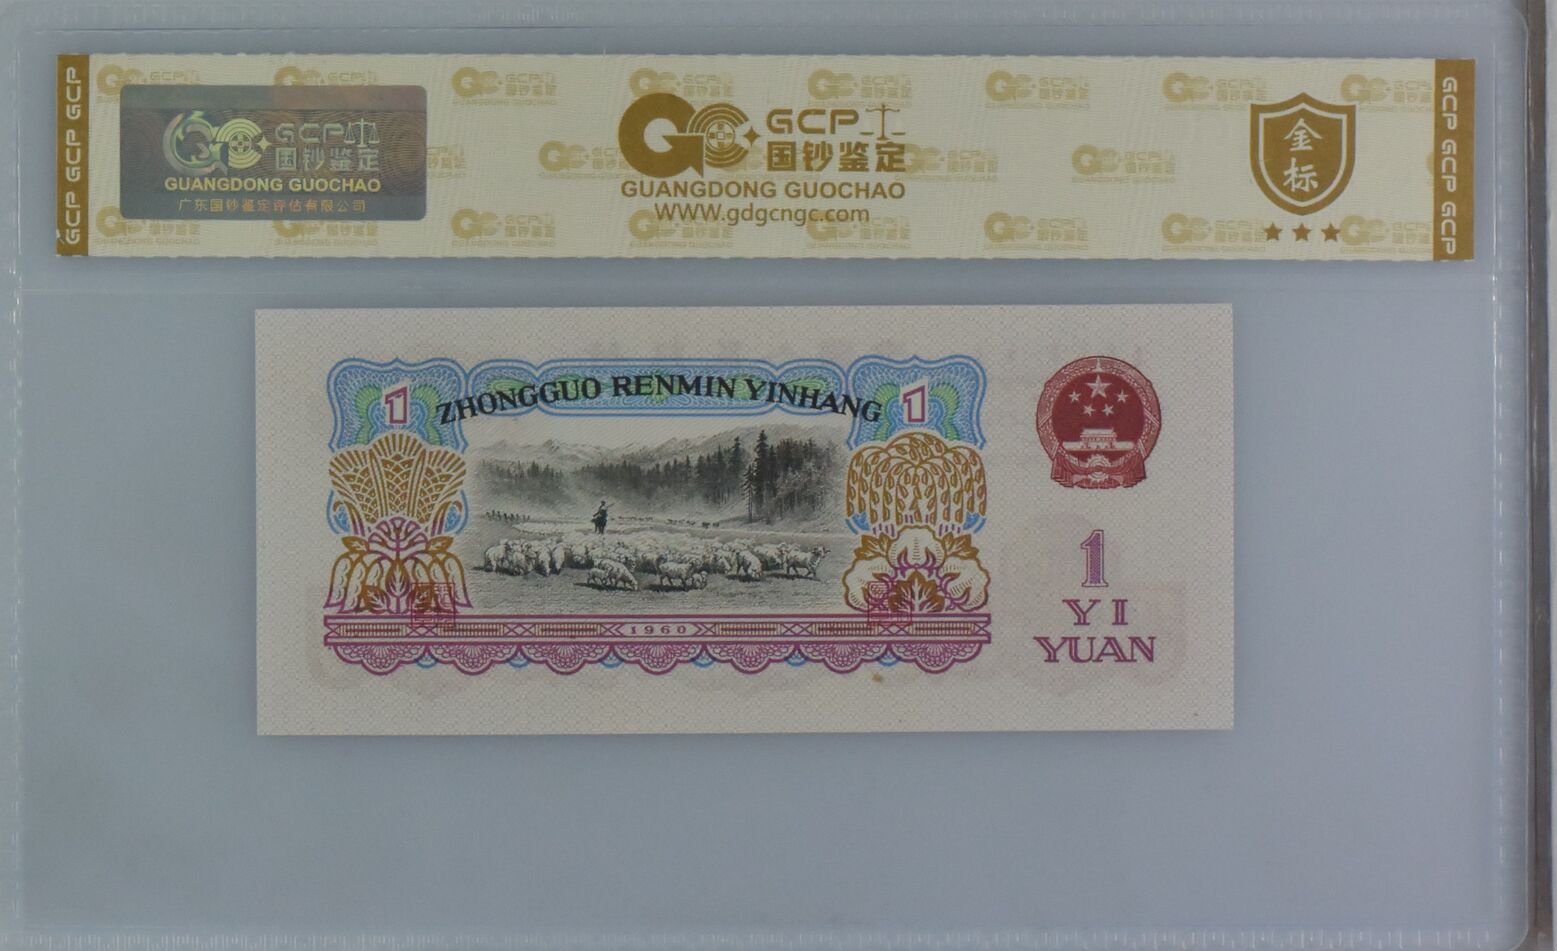 GCP GCP GCP
GCP
国钞鉴定
GUANGDONG GUOCHAO
广东国钞鉴定评估有限公司
GCP
国钞鉴定
GUANGDONG GUOCHAO
WWW.gdgcngc.com
金
标
GCP GCP GCP
ZHONGGUO RENMIN YINHANG
1
1
1960
1
YI
YUAN